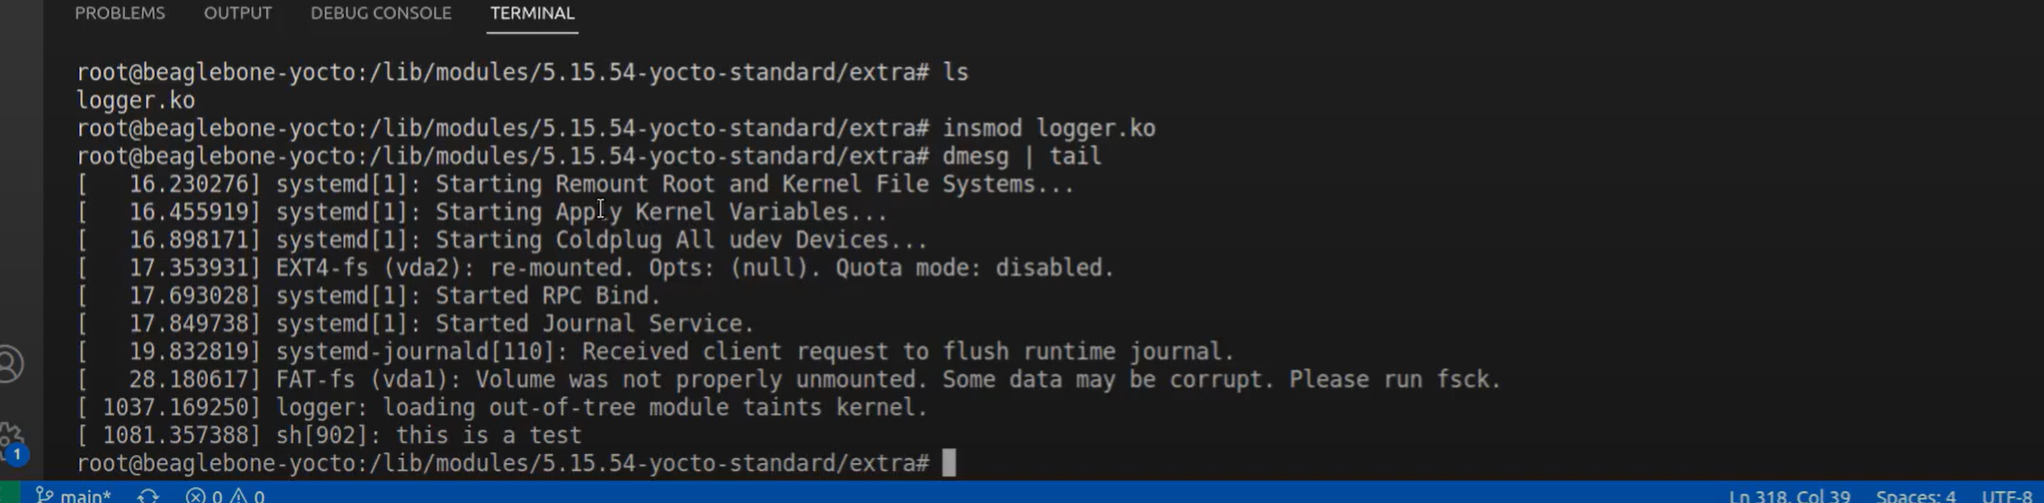 PROBLEMS OUTPUT DEBUG CONSOLE TERMINAL
root@beaglebone-yocto:/lib/modules/5.15.54-yocto-standard/extra# ls
logger.ko
root@beaglebone-yocto:/lib/modules/5.15.54-yocto-standard/extra# insmod logger.ko
root@beaglebone-yocto:/lib/modules/5.15.54-yocto-standard/extra# dmesg | tail
[   16.230276] systemd[1]: Starting Remount Root and Kernel File Systems...
[   16.455919] systemd[1]: Starting Apply Kernel Variables...
[   16.898171] systemd[1]: Starting Coldplug All udev Devices...
[   17.353931] EXT4-fs (vda2): re-mounted. Opts: (null). Quota mode: disabled.
[   17.693028] systemd[1]: Started RPC Bind.
[   17.849738] systemd[1]: Started Journal Service.
[   19.832819] systemd-journald[110]: Received client request to flush runtime journal.
[   28.180617] FAT-fs (vda1): Volume was not properly unmounted. Some data may be corrupt. Please run fsck.
[ 1037.169250] logger: loading out-of-tree module taints kernel.
[ 1081.357388] sh[902]: this is a test
root@beaglebone-yocto:/lib/modules/5.15.54-yocto-standard/extra#
1
main* 0 0 Ln 318, Col 39 Spaces: 4 UTF-8